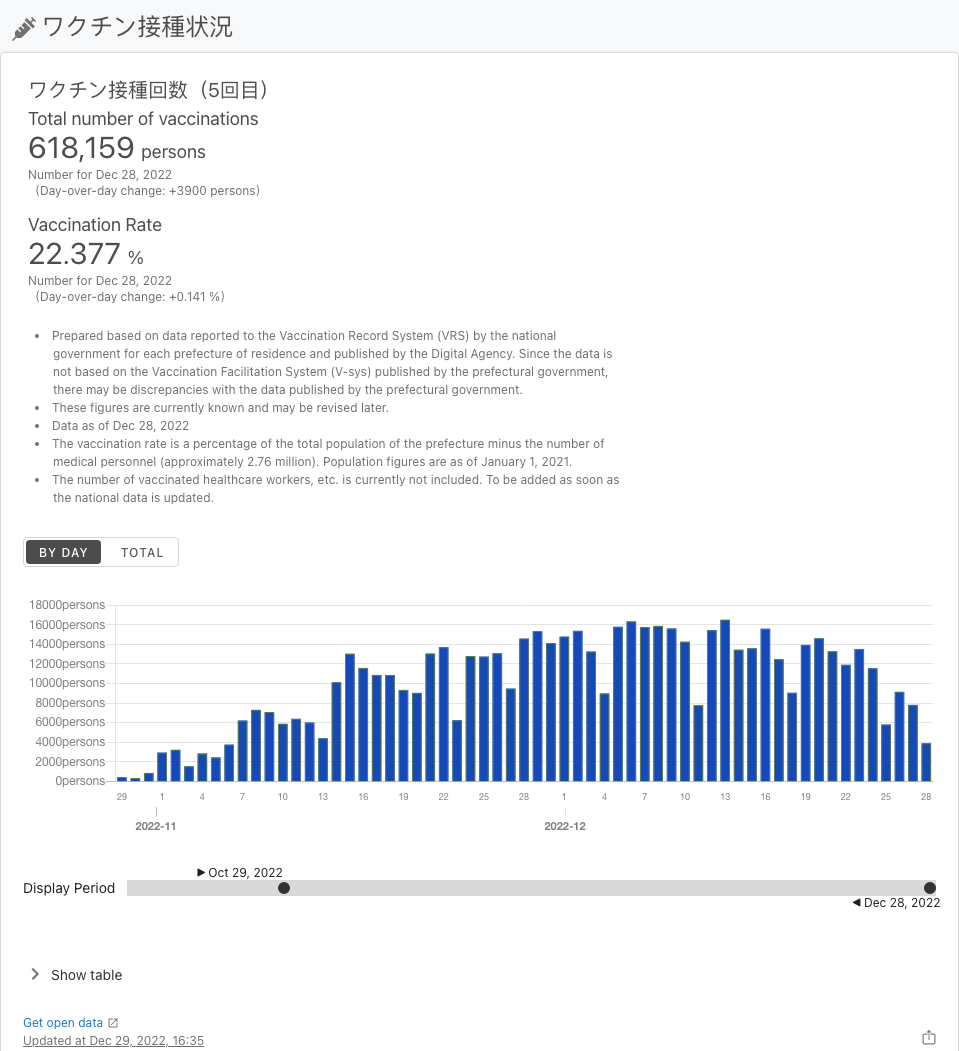 ワクチン接種状況
ワクチン接種回数（5回目）
Total number of vaccinations
618,159 persons
Number for Dec 28, 2022
(Day-over-day change: +3900 persons)
Vaccination Rate
22.377 %
Number for Dec 28, 2022
(Day-over-day change: +0.141 %)
• Prepared based on data reported to the Vaccination Record System (VRS) by the national
government for each prefecture of residence and published by the Digital Agency. Since the data is
not based on the Vaccination Facilitation System (V-sys) published by the prefectural government,
there may be discrepancies with the data published by the prefectural government.
• These figures are currently known and may be revised later.
• Data as of Dec 28, 2022
• The vaccination rate is a percentage of the total population of the prefecture minus the number of
medical personnel (approximately 2.76 million). Population figures are as of January 1, 2021.
• The number of vaccinated healthcare workers, etc. is currently not included. To be added as soon as
the national data is updated.
BY DAY TOTAL
18000persons
16000persons
14000persons
12000persons
10000persons
8000persons
6000persons
4000persons
2000persons
0persons
29 1 4 7 10 13 16 19 22 25 28 1 4 7 10 13 16 19 22 25 28
2022-11 2022-12
Oct 29, 2022
Display Period
Dec 28, 2022
Show table
Get open data
Updated at Dec 29, 2022, 16:35